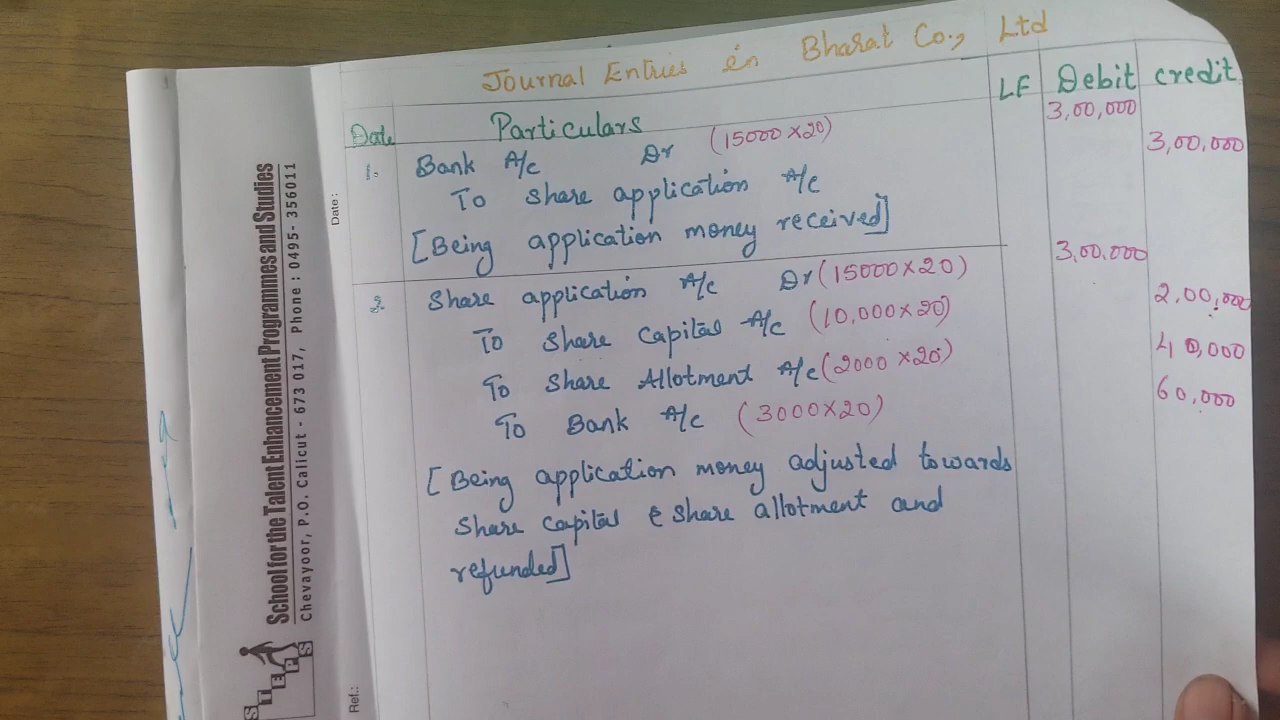 Journal Entries in Bharat Co., Ltd
Date Particulars LF Debit credit
1. Bank A/c Dr (15000 x 20) 3,00,000
To share application A/c 3,00,000
[Being application money received]
2. Share application A/c Dr (15000 x 20) 3,00,000
To share capital A/c (10,000 x 20) 2,00,000
To share Allotment A/c (2000 x 20) 40,000
To Bank A/c (3000 x 20) 60,000
[Being application money adjusted towards
share capital & share allotment and
refunded]
STEPS
School for the Talent Enhancement Programmes and Studies
Chevayoor, P.O. Calicut - 673 017, Phone : 0495- 356011
Ref.: Date :